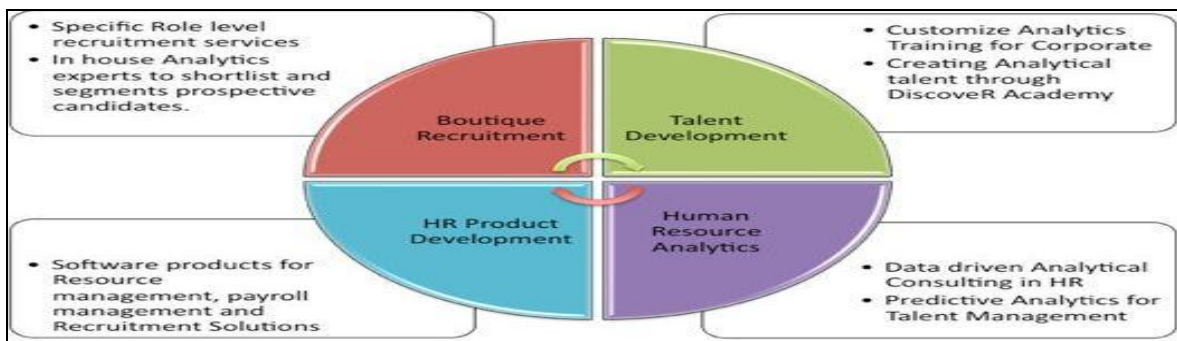 • Specific Role level
recruitment services
• In house Analytics
experts to shortlist and
segments prospective
candidates.
• Customize Analytics
Training for Corporate
• Creating Analytical
talent through
DiscoveR Academy
Boutique
Recruitment
Talent
Development
HR Product
Development
Human
Resource
Analytics
• Software products for
Resource
management, payroll
management and
Recruitment Solutions
• Data driven Analytical
Consulting in HR
• Predictive Analytics for
Talent Management